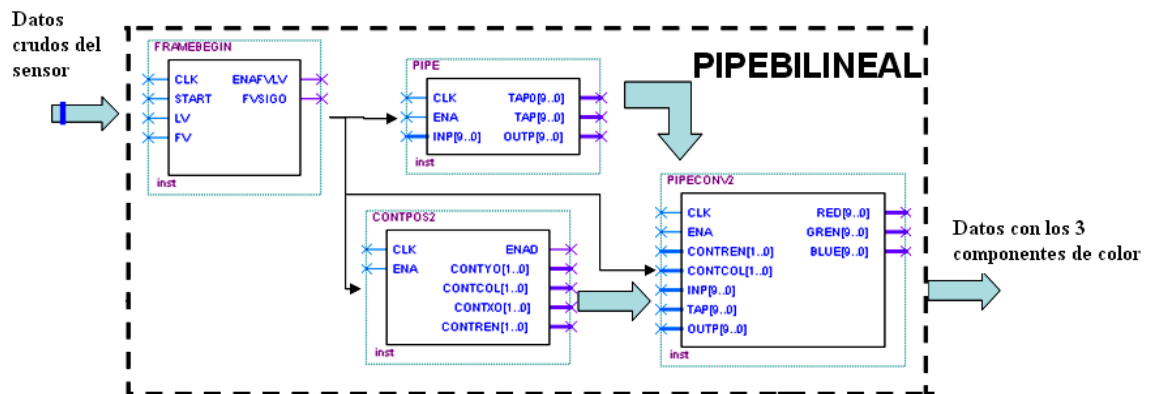 Datos
crudos del
sensor
PIPEBILINEAL
FRAMEBEGIN
CLK ENAFVLV
START FVSIGO
LV
FV
inst
PIPE
CLK TAPO[9..0]
ENA TAP[9..0]
INP[9..0] OUTP[9..0]
inst
CONTPOS2
CLK ENAD
ENA CONTYO[1..0]
CONTCOL[1..0]
CONTXO[1..0]
CONTREN[1..0]
inst
PIPECONV2
CLK RED[9..0]
ENA GREN[9..0]
CONTREN[1..0] BLUE[9..0]
CONTCOL[1..0]
INP[9..0]
TAP[9..0]
OUTP[9..0]
inst
Datos con los 3
componentes de color